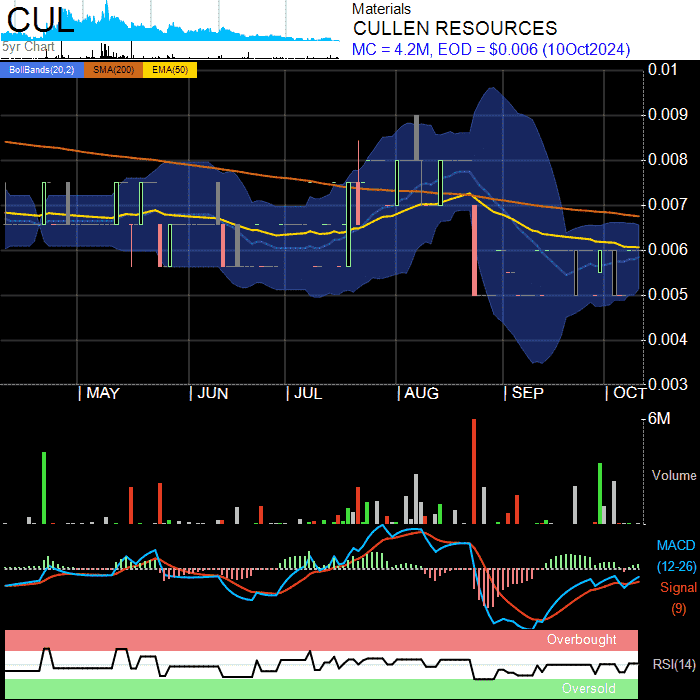 CUL
5yr Chart
Materials
CULLEN RESOURCES
MC = 4.2M, EOD = $0.006 (10Oct2024)
BollBands(20,2) SMA(200) EMA(50)
0.01
0.009
0.008
0.007
0.006
0.005
0.004
0.003
| MAY | JUN | JUL | AUG | SEP | OCT
6M
Volume
MACD
(12-26)
Signal
(9)
Overbought
RSI(14)
Oversold